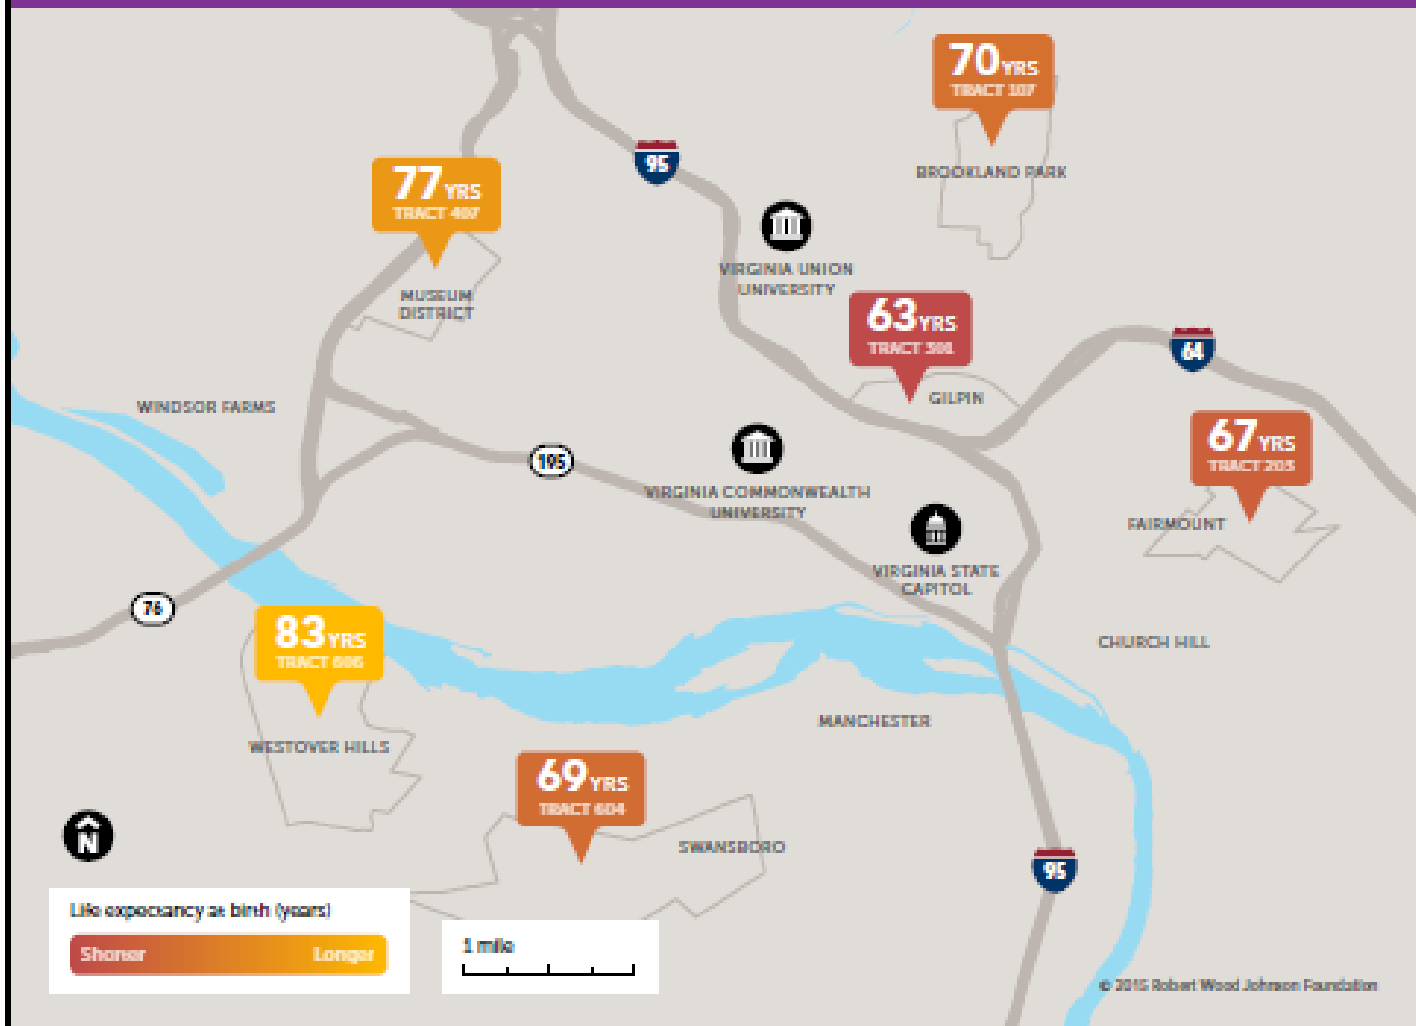 70 YRS
TRACT 107
BROOKLAND PARK
95
77 YRS
TRACT 407
MUSEUM
DISTRICT
VIRGINIA UNION
UNIVERSITY
63 YRS
TRACT 301
GILPIN
64
WINDSOR FARMS
67 YRS
TRACT 203
FAIRMOUNT
195
VIRGINIA COMMONWEALTH
UNIVERSITY
VIRGINIA STATE
CAPITOL
76
83 YRS
TRACT
WESTOVER HILLS
CHURCH HILL
MANCHESTER
69 YRS
TRACT 604
SWANSBORO
N
95
Life expectancy at birth (years)
Shorter
Longer
1 mile
© 2015 Robert Wood Johnson Foundation